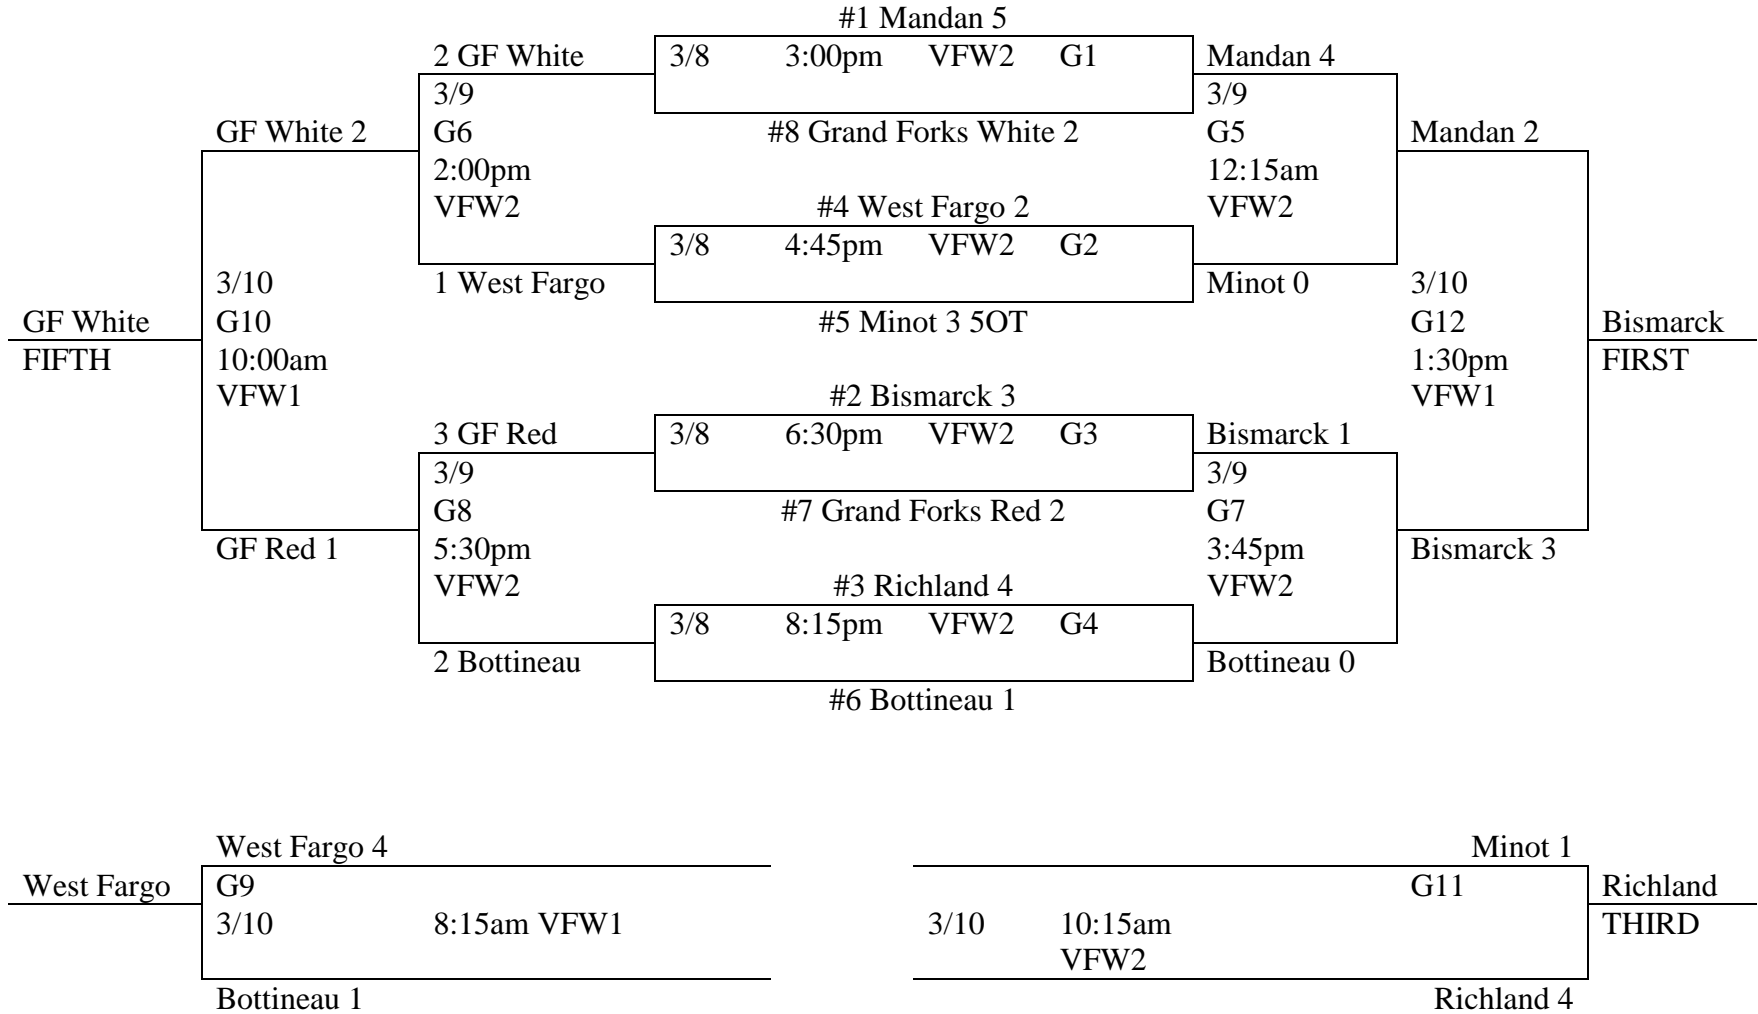 #1 Mandan 5
2 GF White 3/8 3:00pm VFW2 G1 Mandan 4
3/9 3/9
GF White 2 G6 #8 Grand Forks White 2 G5 Mandan 2
2:00pm 12:15am
VFW2 #4 West Fargo 2 VFW2
3/8 4:45pm VFW2 G2
3/10 1 West Fargo Minot 0 3/10
GF White G10 #5 Minot 3 5OT G12 Bismarck
FIFTH 10:00am 1:30pm FIRST
VFW1 #2 Bismarck 3 VFW1
3 GF Red 3/8 6:30pm VFW2 G3 Bismarck 1
3/9 3/9
G8 #7 Grand Forks Red 2 G7
GF Red 1 5:30pm 3:45pm Bismarck 3
VFW2 #3 Richland 4 VFW2
3/8 8:15pm VFW2 G4
2 Bottineau Bottineau 0
#6 Bottineau 1
West Fargo 4 Minot 1
West Fargo G9 G11 Richland
3/10 8:15am VFW1 3/10 10:15am THIRD
VFW2
Bottineau 1 Richland 4